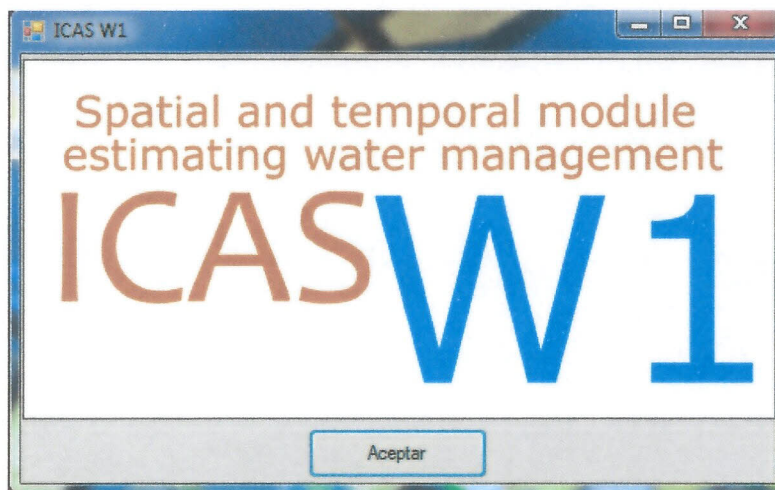 ICAS W1
Spatial and temporal module
estimating water management
ICAS W1
Aceptar